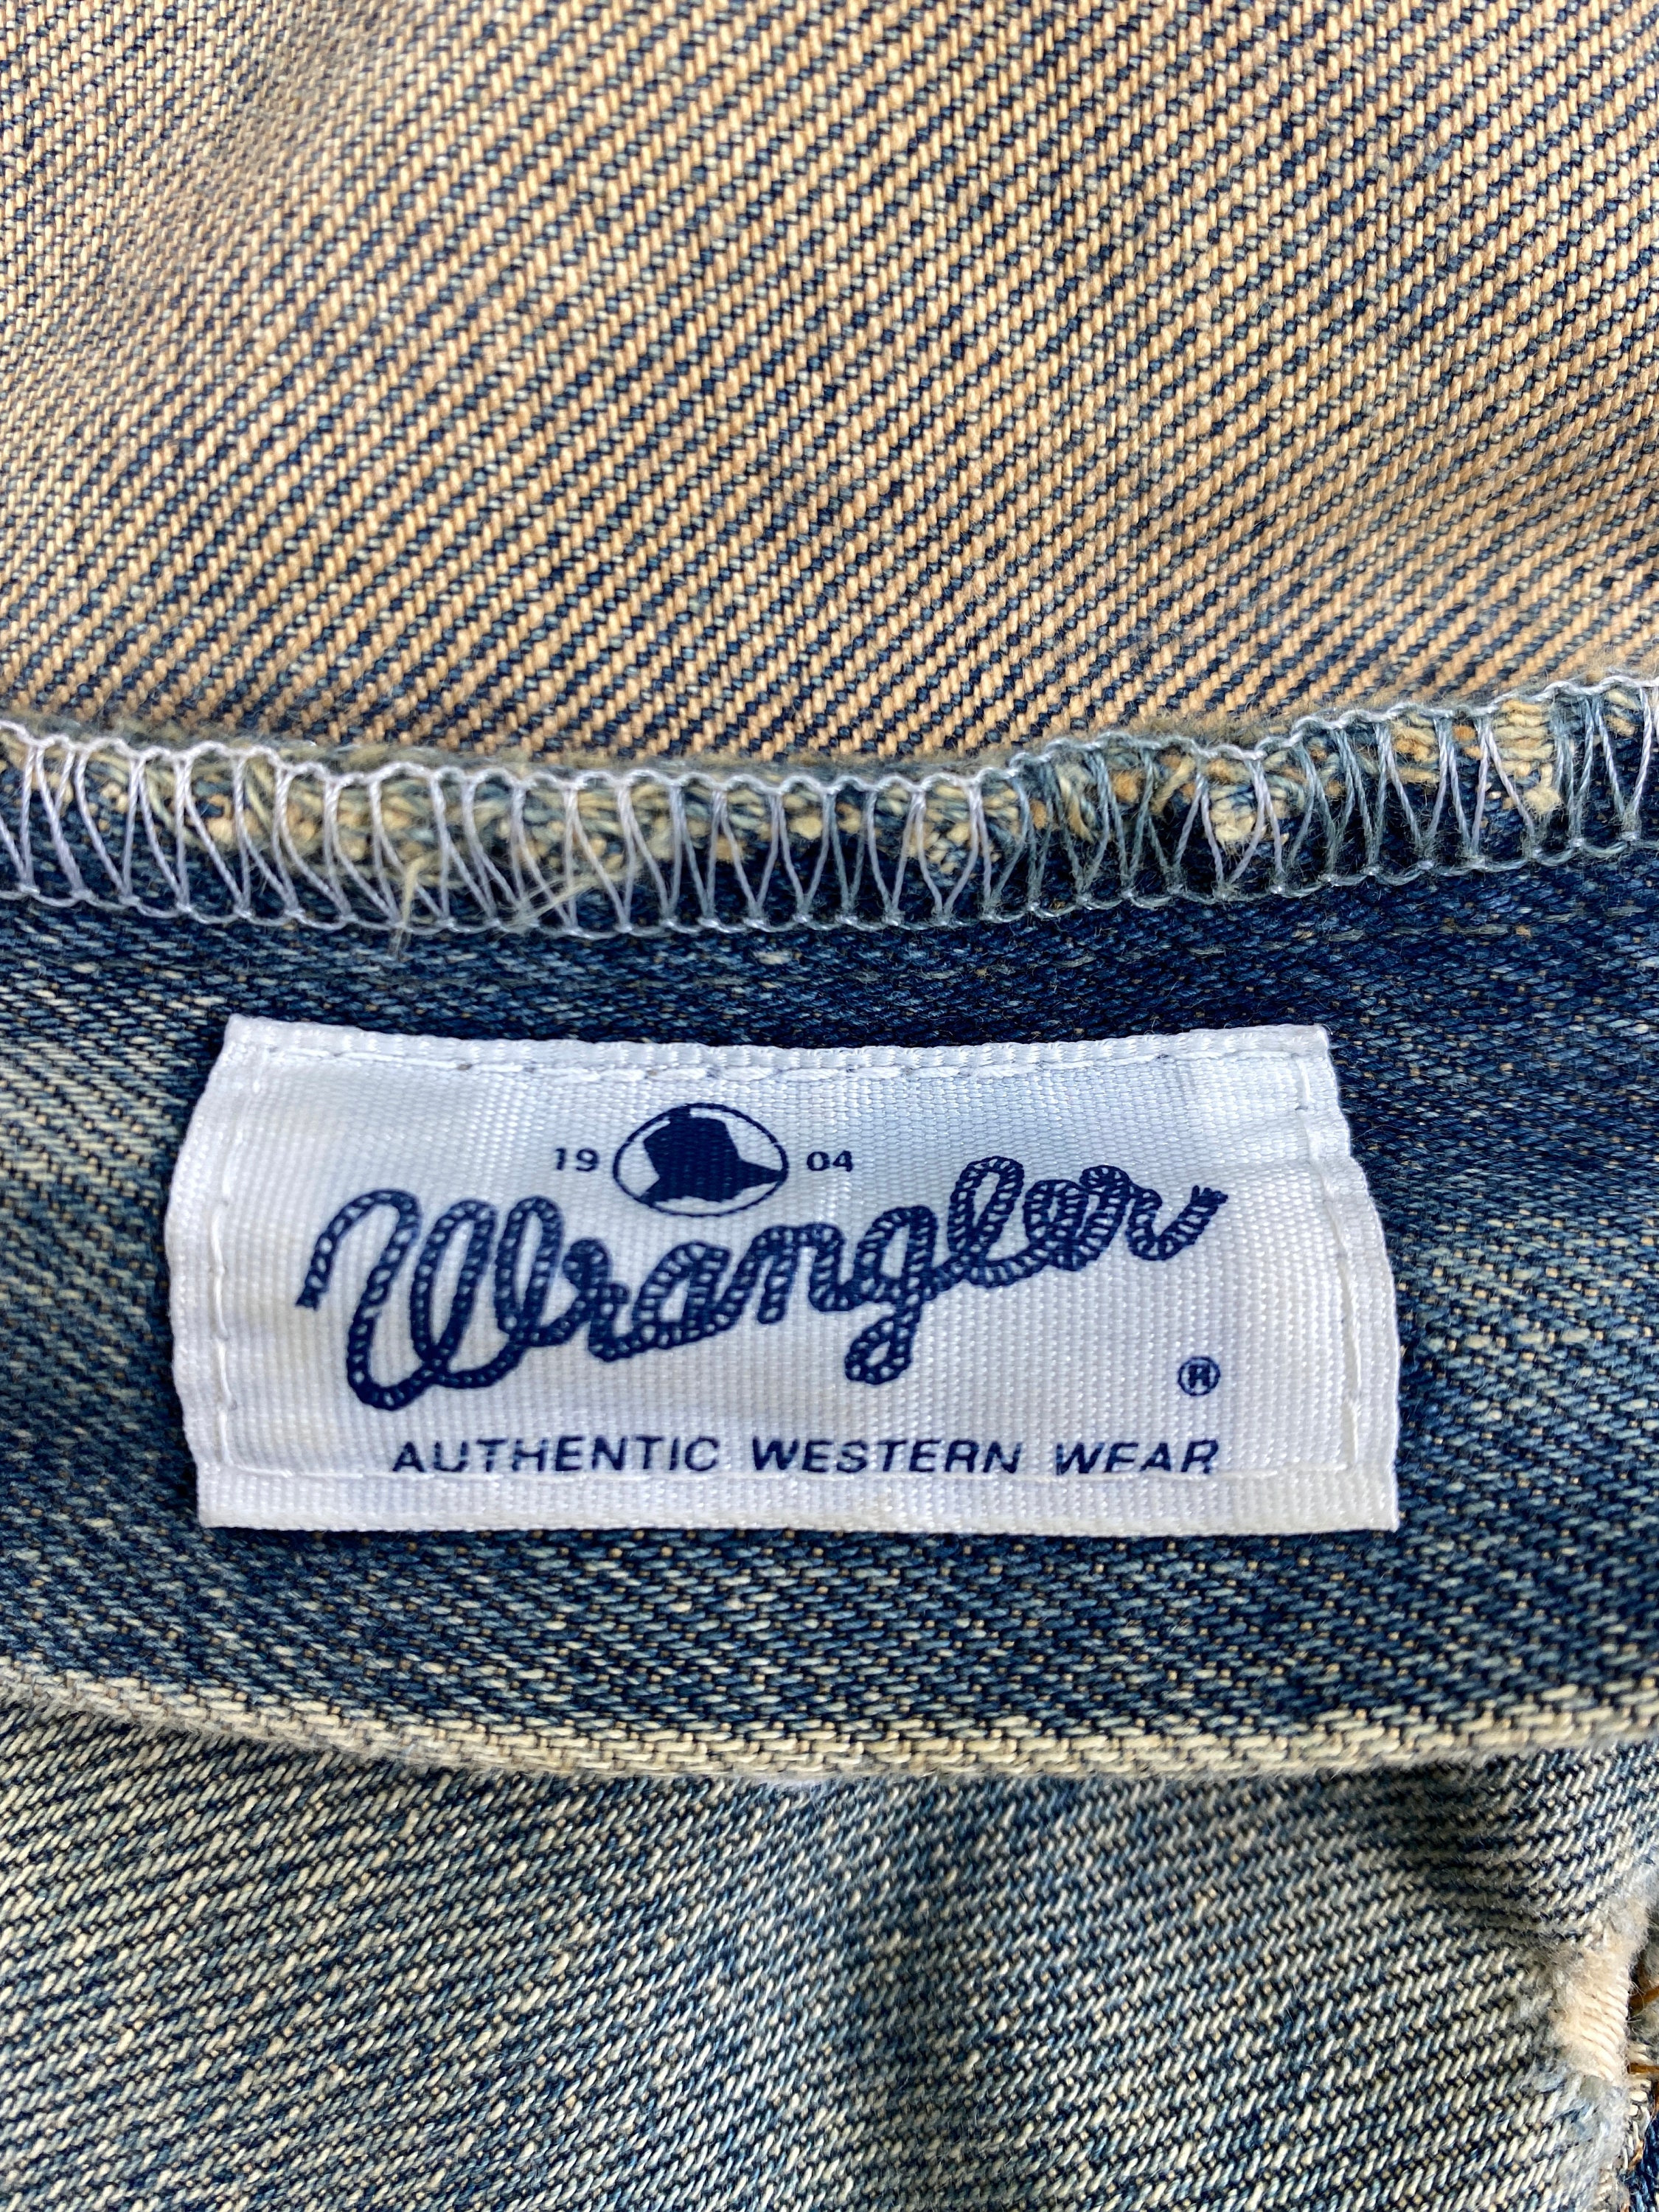 19 04
Wrangler
®
AUTHENTIC WESTERN WEAR